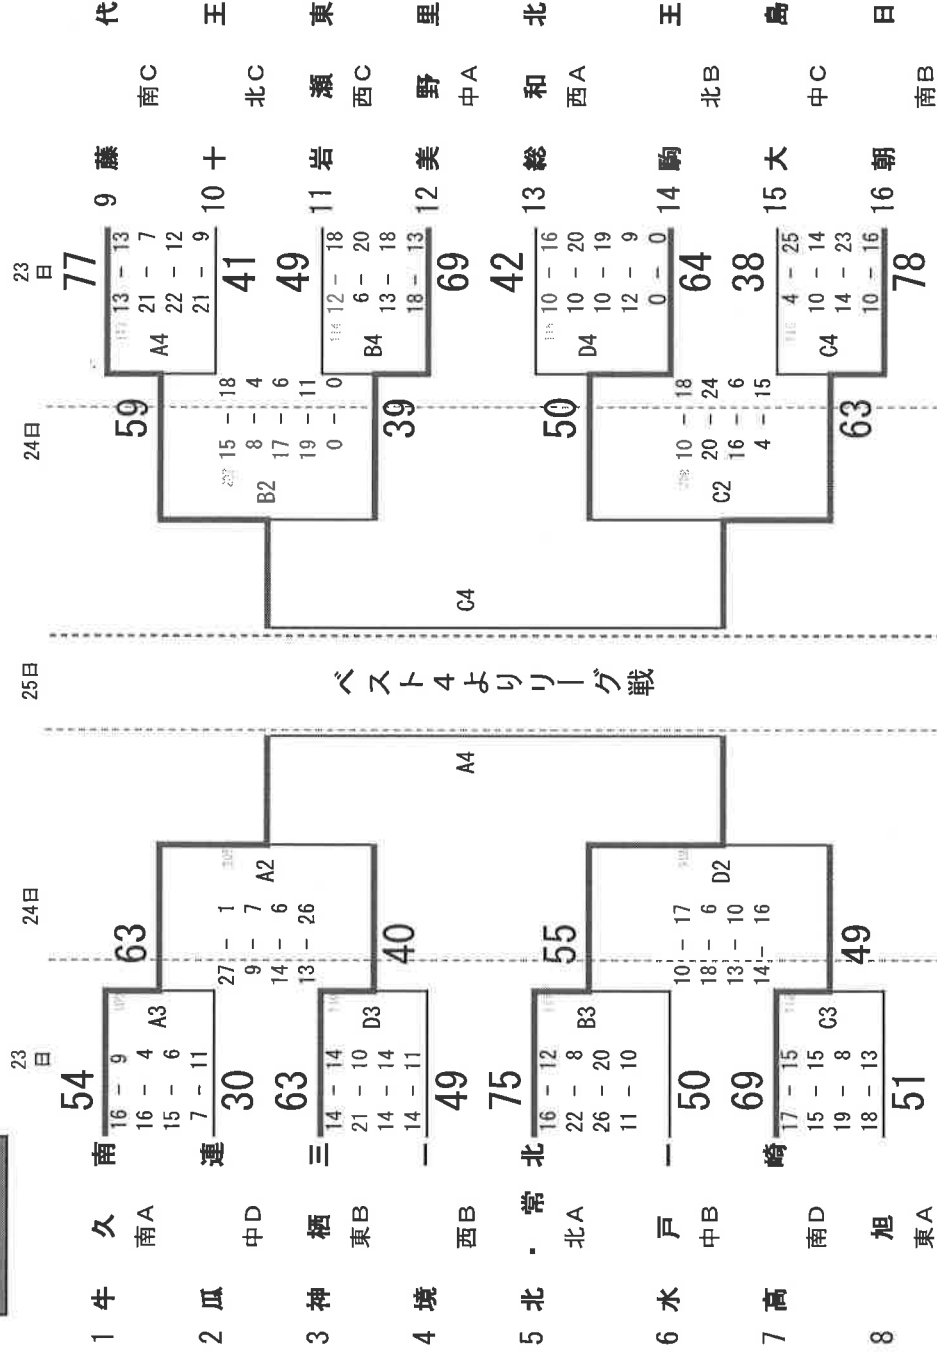 23日
24日
25日
24日
23日
1 牛 久 南
南A
2 瓜 連
中D
3 神 栖 三
東B
4 境 一
西B
5 北 ・ 常 北
北A
6 水 戸 一
中B
7 高 崎
南D
8 旭
東A
54
16 - 9
16 - 4
15 - 6
7 - 11
A3
30
63
14 - 14
21 - 10
14 - 14
14 - 11
D3
49
75
16 - 12
22 - 8
26 - 20
11 - 10
B3
50
69
17 - 15
15 - 15
19 - 8
18 - 13
C3
51
63
27 - 1
9 - 7
14 - 6
13 - 26
A2
40
55
10 - 17
18 - 6
13 - 10
14 - 16
D2
49
A4
ベスト4よりリーグ戦
C4
59
15 - 18
8 - 4
17 - 6
19 - 11
0 - 0
B2
39
50
10 - 18
20 - 24
16 - 6
4 - 15
C2
63
77
13 - 13
21 - 7
22 - 12
21 - 9
A4
41
49
12 - 18
6 - 20
13 - 18
18 - 13
B4
69
42
10 - 16
10 - 20
10 - 19
12 - 9
0 - 0
D4
64
38
4 - 25
10 - 14
14 - 23
10 - 16
C4
78
9 藤 代
南C
10 十 王
北C
11 岩 瀬 東
西C
12 美 野 里
中A
13 総 和 北
西A
14 駒 王
北B
15 大 島
中C
16 朝 日
南B